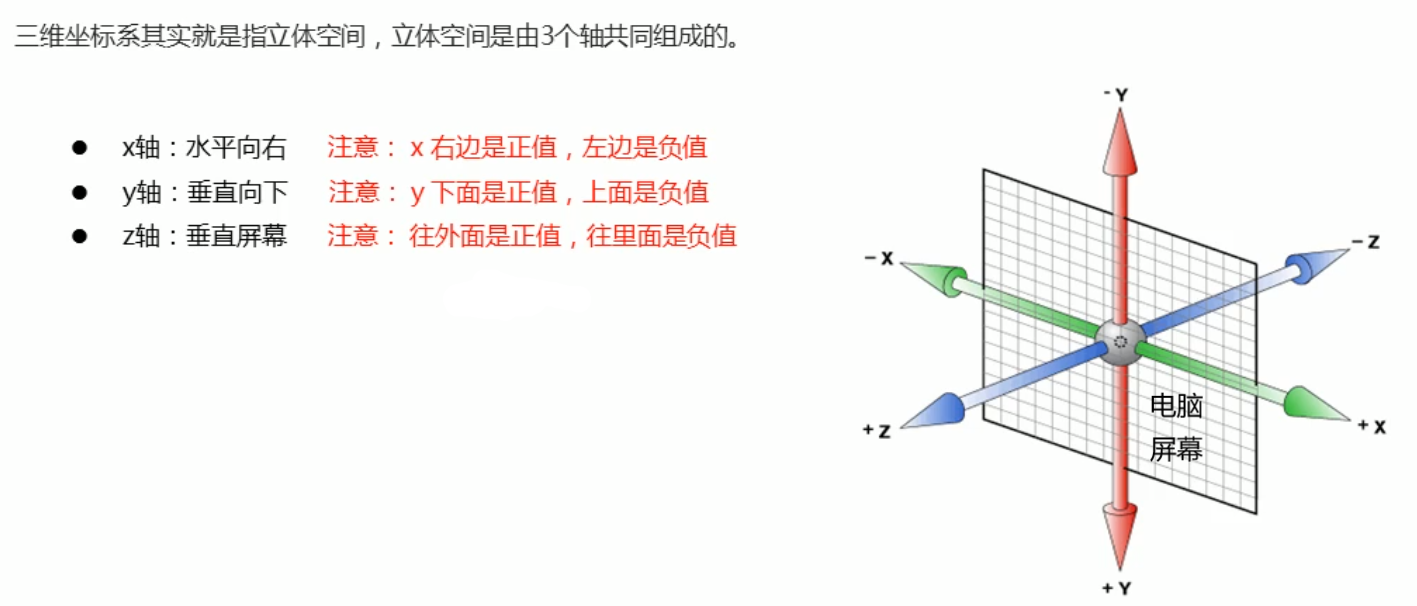 三维坐标系其实就是指立体空间，立体空间是由3个轴共同组成的。
● x轴：水平向右 注意： x 右边是正值，左边是负值
● y轴：垂直向下 注意： y 下面是正值，上面是负值
● z轴：垂直屏幕 注意： 往外面是正值，往里面是负值
- Y
- Z
- X
电脑
屏幕
+ X
+ Z
+ Y